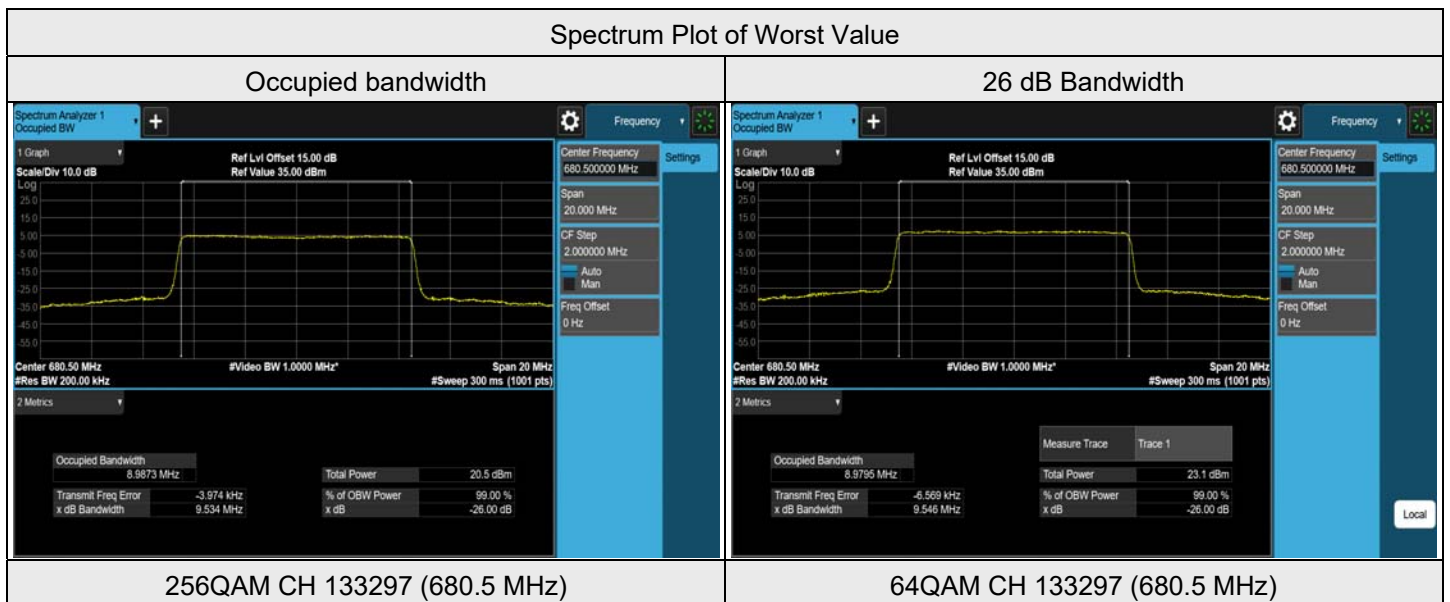 Spectrum Plot of Worst Value
Occupied bandwidth
26 dB Bandwidth
Spectrum Analyzer 1
Occupied BW
+
Frequency
1 Graph
Scale/Div 10.0 dB
Ref Lvl Offset 15.00 dB
Ref Value 35.00 dBm
Log
25.0
15.0
5.00
-5.00
-15.0
-25.0
-35.0
-45.0
-55.0
Center 680.50 MHz
#Res BW 200.00 kHz
#Video BW 1.0000 MHz*
Span 20 MHz
#Sweep 300 ms (1001 pts)
Center Frequency
680.500000 MHz
Settings
Span
20.000 MHz
CF Step
2.000000 MHz
Auto
Man
Freq Offset
0 Hz
2 Metrics
Occupied Bandwidth
8.9873 MHz
Total Power 20.5 dBm
Transmit Freq Error -3.974 kHz
% of OBW Power 99.00 %
x dB Bandwidth 9.534 MHz
x dB -26.00 dB
Spectrum Analyzer 1
Occupied BW
+
Frequency
1 Graph
Scale/Div 10.0 dB
Ref Lvl Offset 15.00 dB
Ref Value 35.00 dBm
Log
25.0
15.0
5.00
-5.00
-15.0
-25.0
-35.0
-45.0
-55.0
Center 680.50 MHz
#Res BW 200.00 kHz
#Video BW 1.0000 MHz*
Span 20 MHz
#Sweep 300 ms (1001 pts)
Center Frequency
680.500000 MHz
Settings
Span
20.000 MHz
CF Step
2.000000 MHz
Auto
Man
Freq Offset
0 Hz
2 Metrics
Measure Trace Trace 1
Occupied Bandwidth
8.9795 MHz
Total Power 23.1 dBm
Transmit Freq Error -6.569 kHz
% of OBW Power 99.00 %
x dB Bandwidth 9.546 MHz
x dB -26.00 dB
Local
256QAM CH 133297 (680.5 MHz)
64QAM CH 133297 (680.5 MHz)